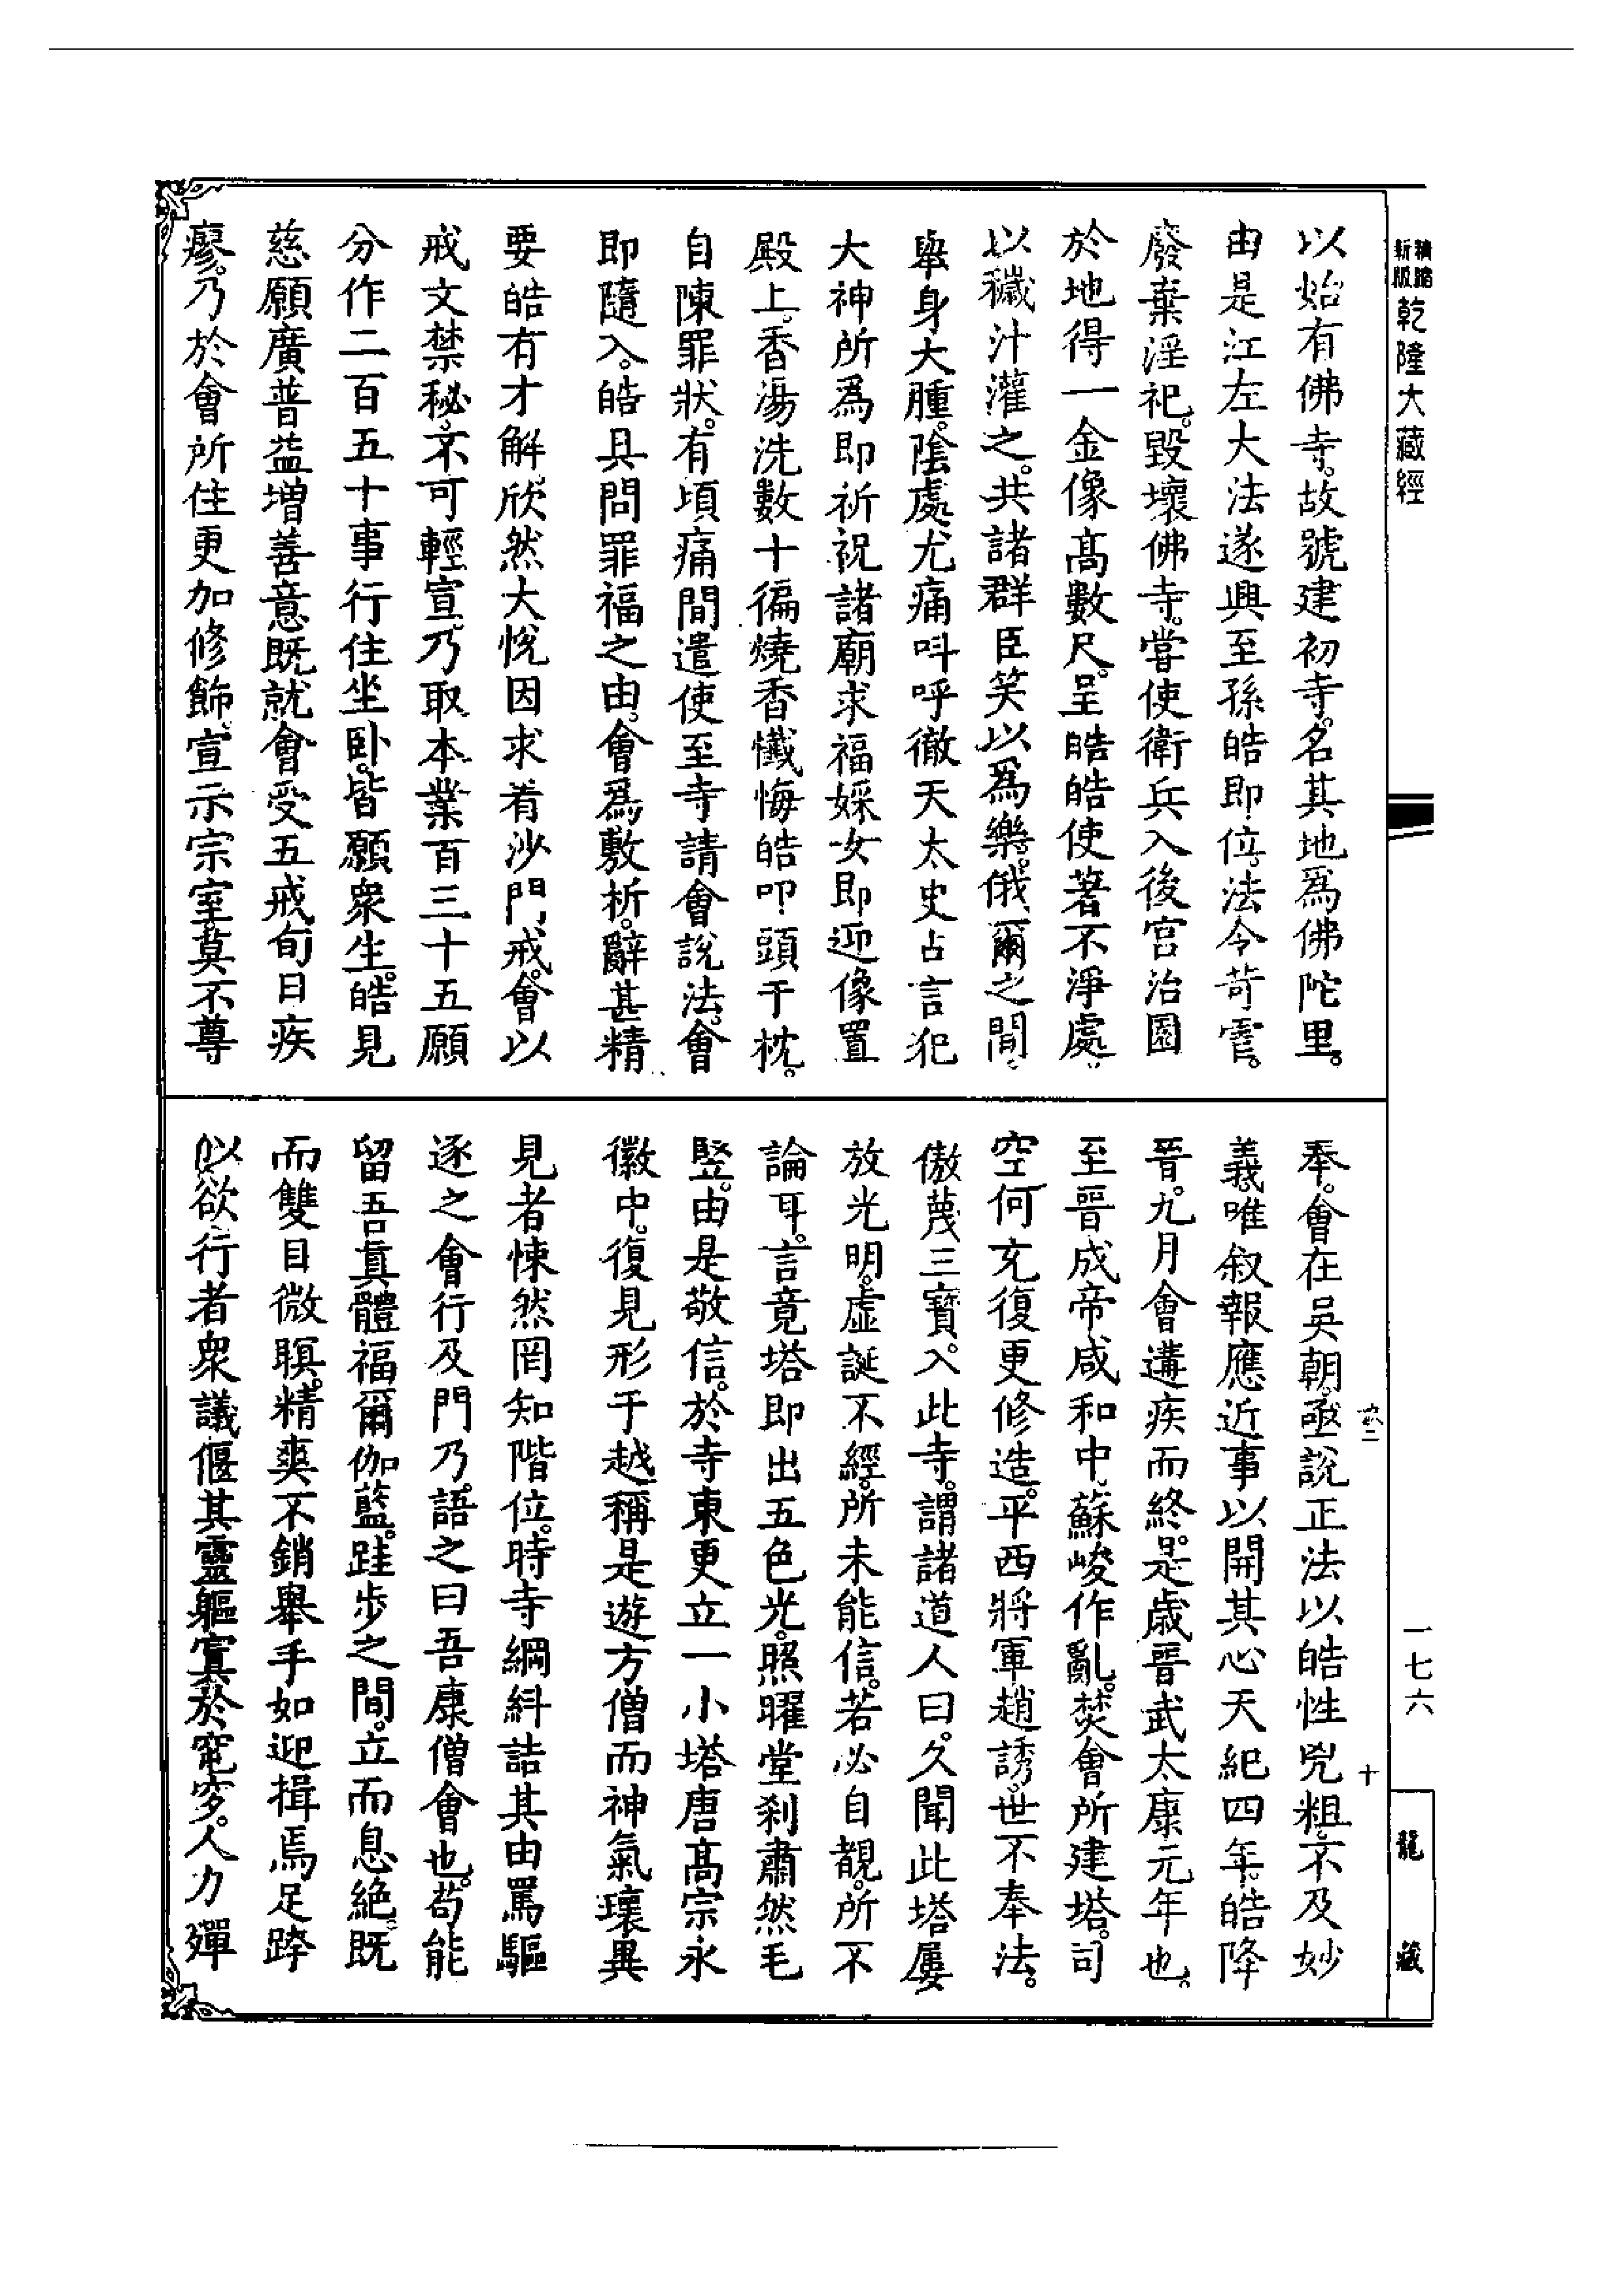 精縮新版乾隆大藏經
以始有佛寺。故號建初寺。名其地爲佛陀里。
由是江左大法遂興至孫皓即位。法令苛虐。
廢棄淫祀。毀壞佛寺。嘗使衛兵入後宮治園
於地得一金像高數尺。呈皓皓使著不淨處。
以穢汁灌之。共諸群臣笑以爲樂。俄爾之間。
舉身大腫。陰處尤痛叫呼徹天太史占言犯
大神所爲即祈祝諸廟求福婇女即迎像置
殿上。香湯洗數十徧燒香懺悔皓叩頭于枕。
自陳罪狀。有頃痛間遣使至寺請會說法。會
即隨入。皓具問罪福之由。會爲敷析。辭甚精
要皓有才解。欣然大悅因求看沙門戒。會以
戒文禁秘。不可輕宣。乃取本業百三十五願
分作二百五十事行住坐臥。皆願衆生。皓見
慈願廣普益增善意既就會受五戒旬日疾
瘳。乃於會所住更加修飾。宣示宗室。莫不尊
奉。會在吳朝。亟說正法以皓性兇粗。不及妙
義。唯叙報應近事以開其心天紀四年。皓降
晉。九月會遘疾而終。是歲晉武太康元年也。
至晉成帝咸和中。蘇峻作亂。焚會所建塔。司
空何充復更修造。平西將軍趙誘。世不奉法。
傲蔑三寶。入此寺。謂諸道人曰。久聞此塔屢
放光明。虛誕不經。所未能信。若必自覩。所不
論耳。言竟塔即出五色光。照曜堂刹肅然毛
竪。由是敬信。於寺東更立一小塔唐高宗永
徽中。復見形于越。稱是遊方僧而神氣瓌異
見者悚然罔知階位。時寺綱糾詰其由罵驅
逐之會行及門乃。語之曰吾康僧會也。苟能
留吾眞體福爾伽藍。跬步之間。立而息絶。既
而雙目微瞑。精爽不銷舉手如迎揖焉足跨
似欲行者衆議偃其靈軀窴於窀穸。人力殫
六二
十
一七六
龍藏